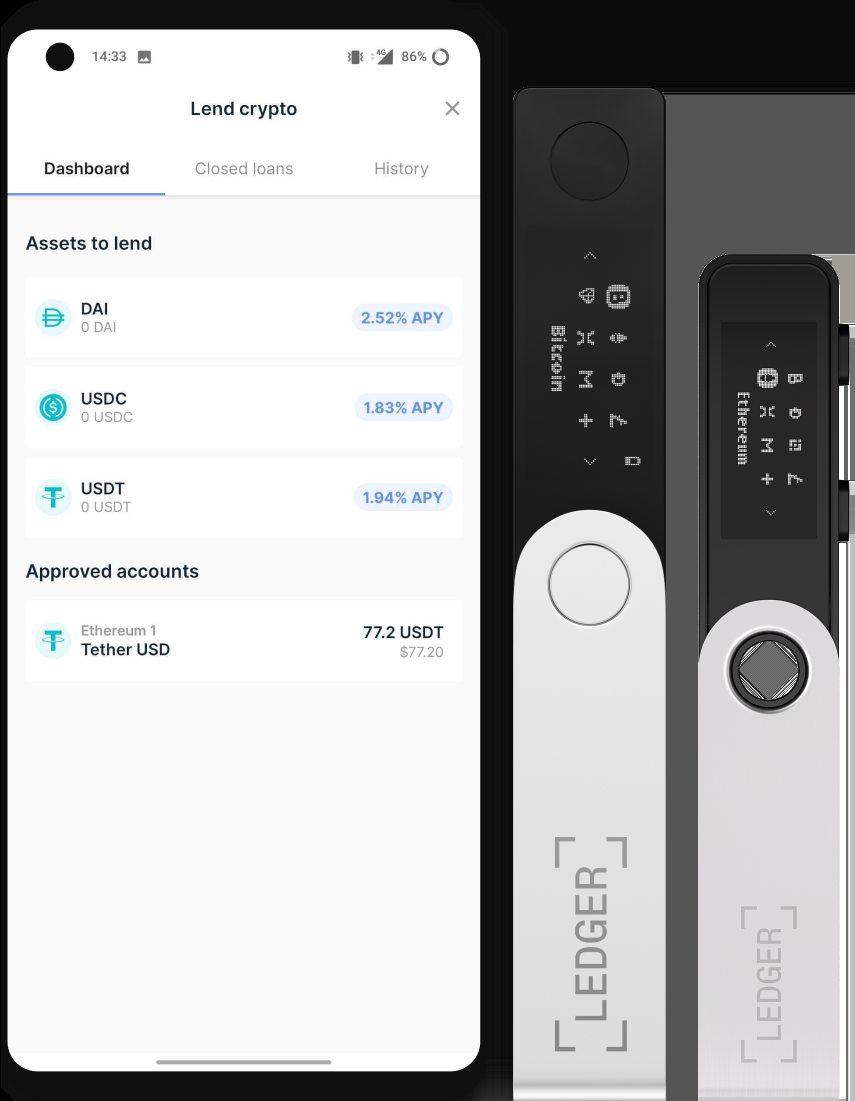 14:33
4G
86%
Lend crypto
Dashboard
Closed loans
History
Assets to lend
DAI
0 DAI
2.52% APY
USDC
0 USDC
1.83% APY
USDT
0 USDT
1.94% APY
Approved accounts
Ethereum 1
Tether USD
77.2 USDT
$77.20
Bitcoin
LEDGER
Ethereum
LEDGER